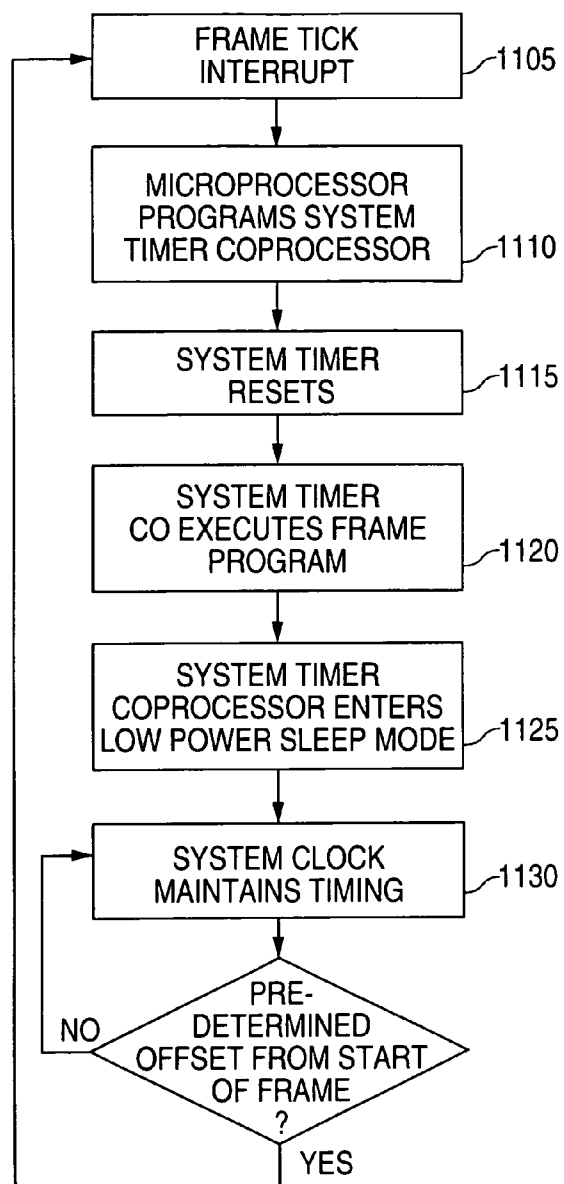 FRAME TICK
INTERRUPT
1105
MICROPROCESSOR
PROGRAMS SYSTEM
TIMER COPROCESSOR
1110
SYSTEM TIMER
RESETS
1115
SYSTEM TIMER
CO EXECUTES FRAME
PROGRAM
1120
SYSTEM TIMER
COPROCESSOR ENTERS
LOW POWER SLEEP MODE
1125
SYSTEM CLOCK
MAINTAINS TIMING
1130
PRE-
DETERMINED
OFFSET FROM START
OF FRAME
?
NO
YES